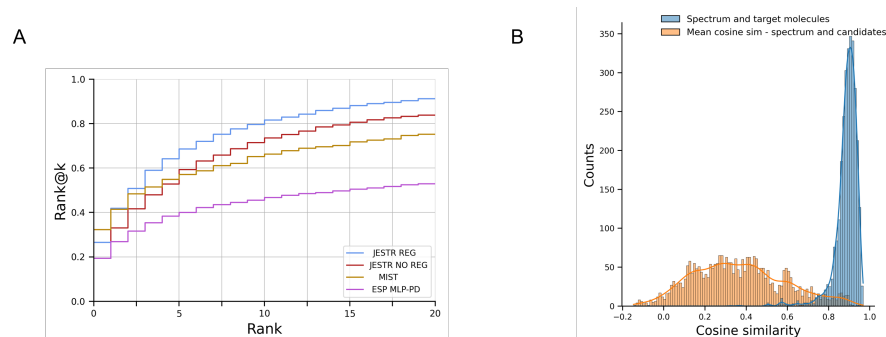 A
B
Rank@k
1.0
0.8
0.6
0.4
0.2
0.0
0
5
10
15
20
Rank
JESTR REG
JESTR NO REG
MIST
ESP MLP-PD
Spectrum and target molecules
Mean cosine sim - spectrum and candidates
Counts
350
300
250
200
150
100
50
0
−0.2
0.0
0.2
0.4
0.6
0.8
1.0
Cosine similarity